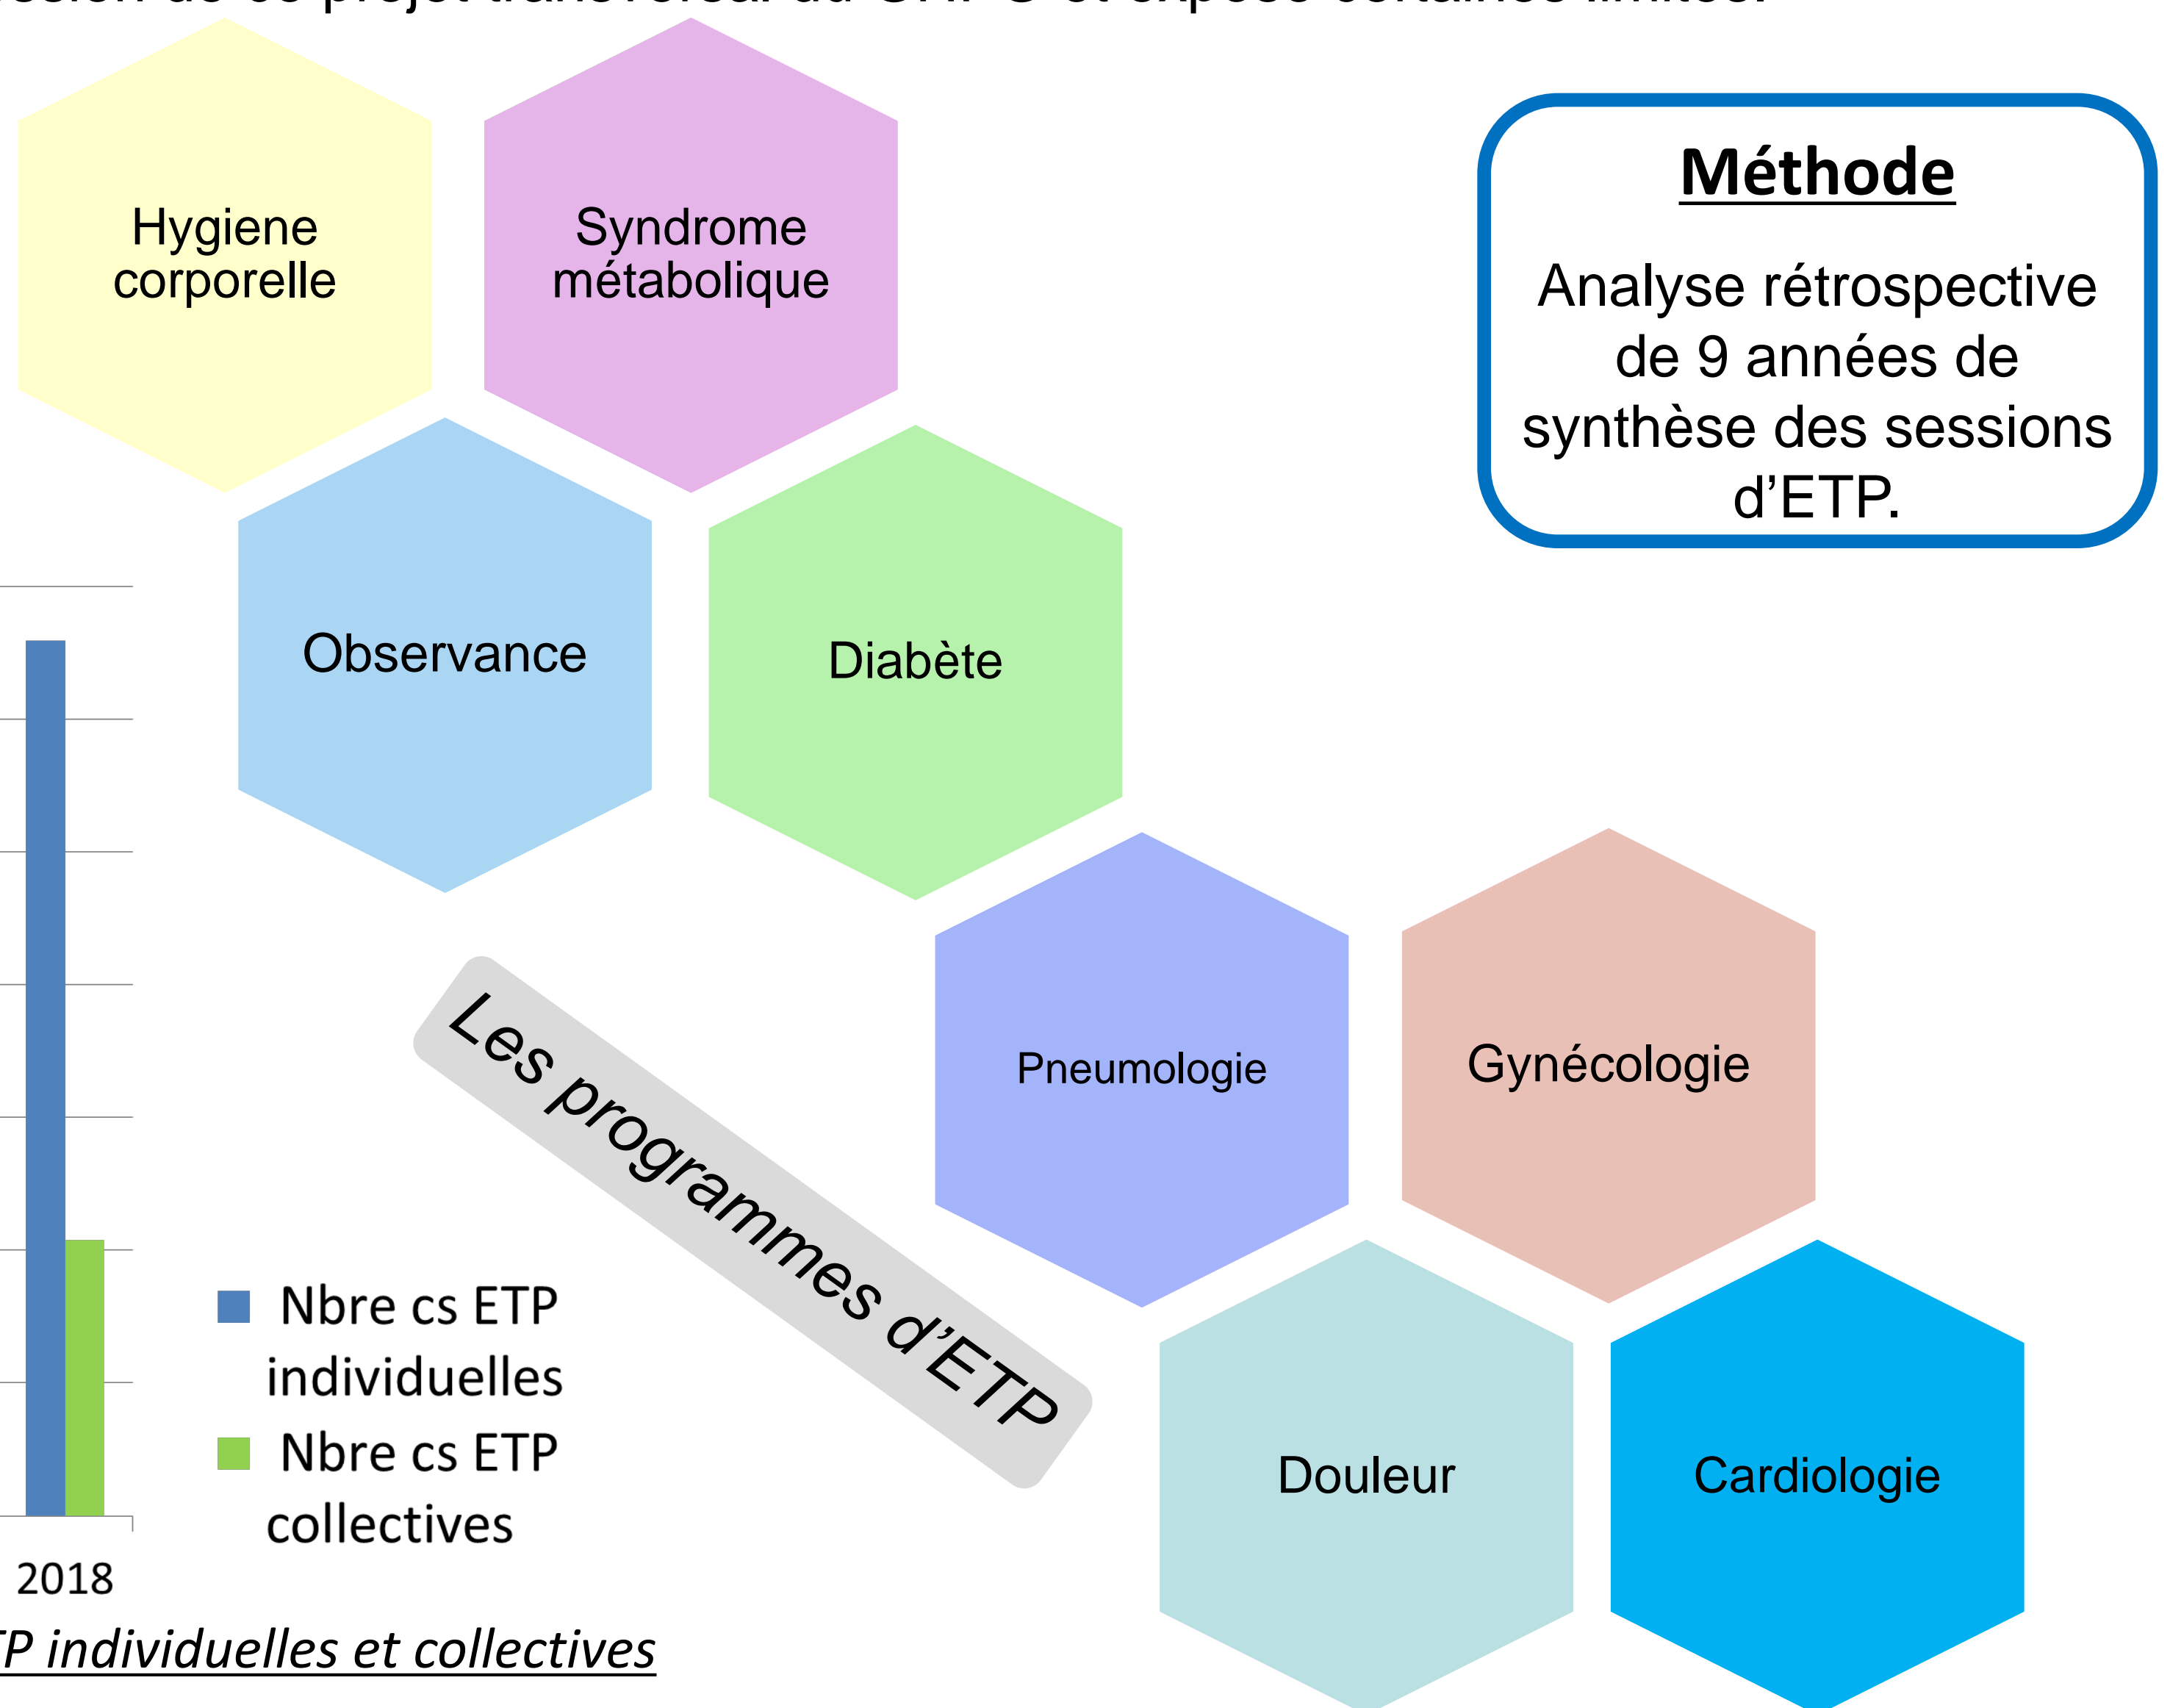 Hygiene
corporelle
Syndrome
métabolique
Méthode
Analyse rétrospective
de 9 années de
synthèse des sessions
d’ETP.
Observance
Diabète
Pneumologie
Gynécologie
Les programmes d’ETP
Nbre cs ETP
individuelles
Nbre cs ETP
collectives
Douleur
Cardiologie
2018
individuelles et collectives